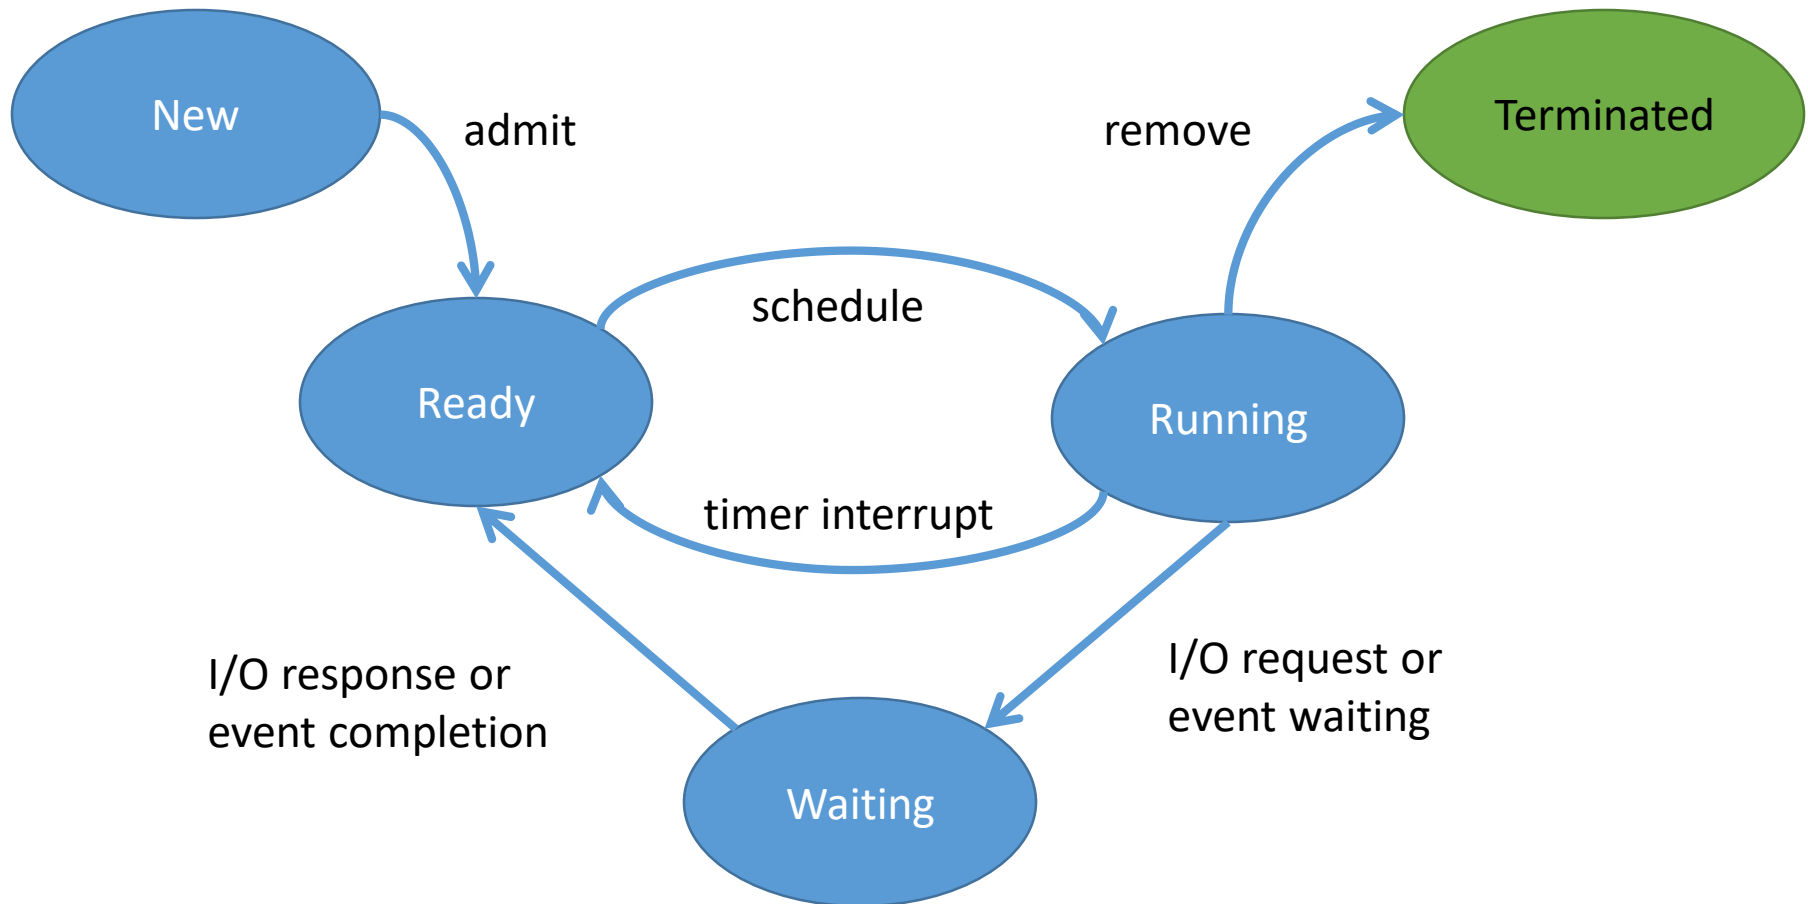 New
admit
remove
Terminated
schedule
Ready
Running
timer interrupt
I/O response or
event completion
I/O request or
event waiting
Waiting